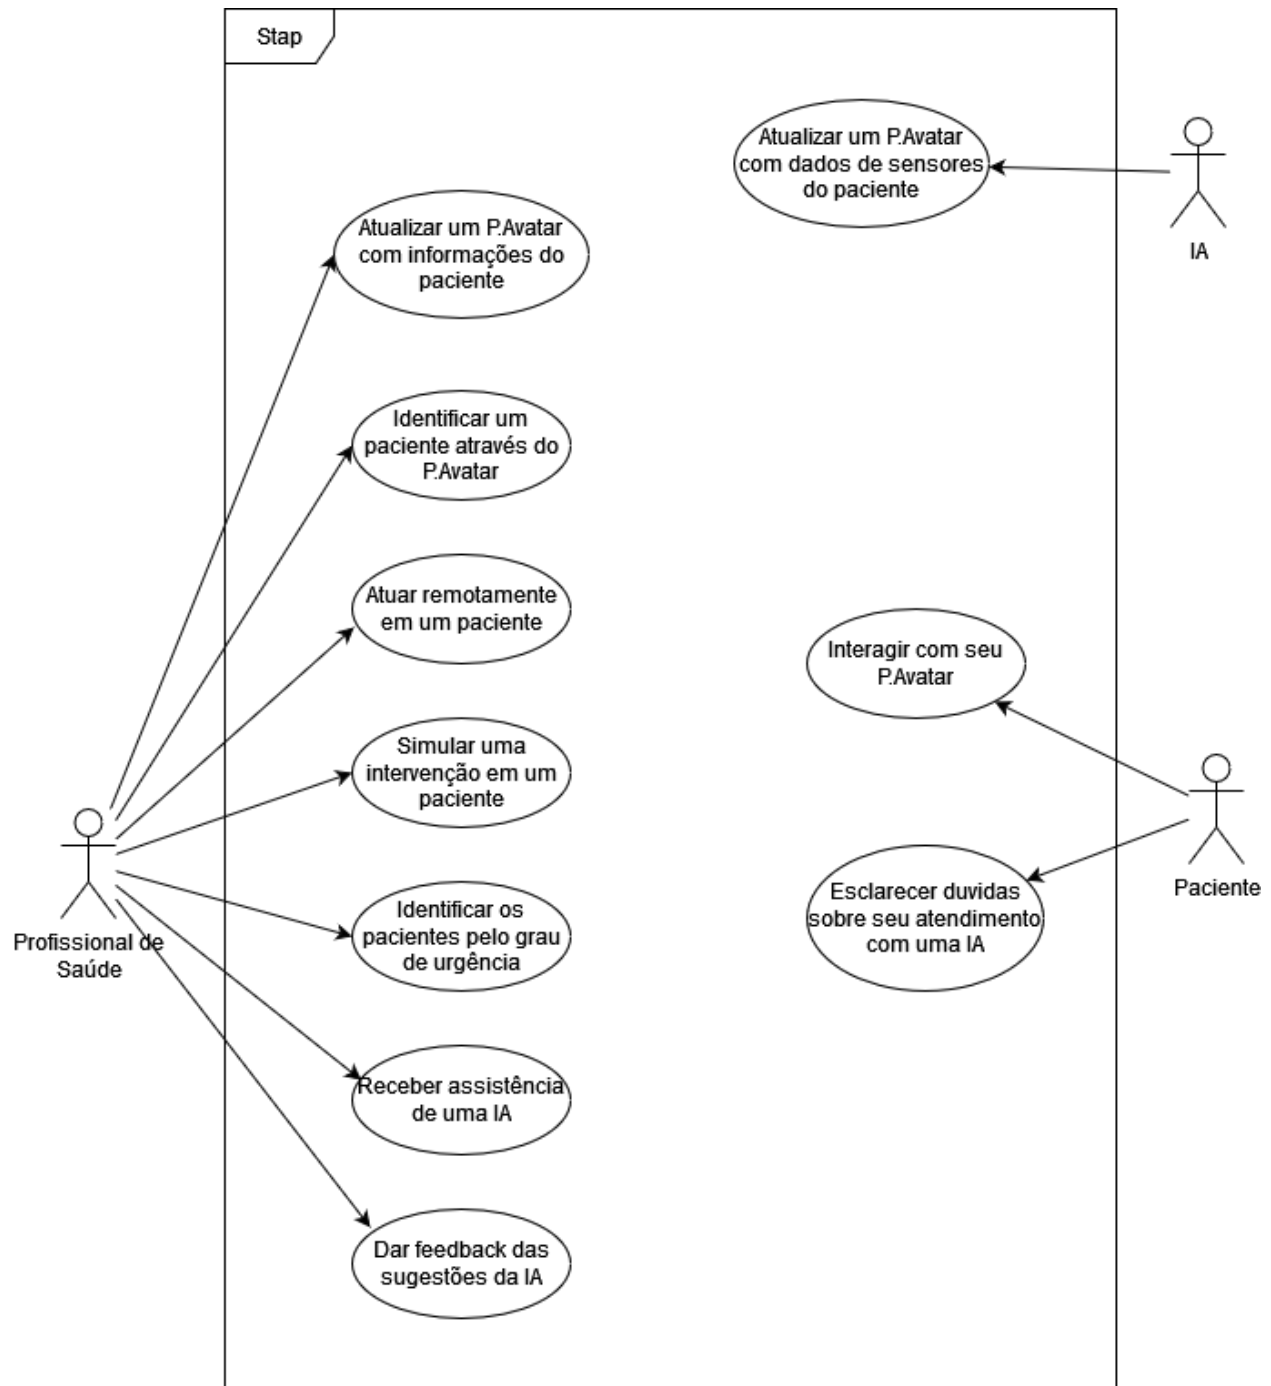 Stap
Atualizar um P.Avatar
com dados de sensores
do paciente
IA
Atualizar um P.Avatar
com informações do
paciente
Identificar um
paciente através do
P.Avatar
Atuar remotamente
em um paciente
Interagir com seu
P.Avatar
Simular uma
intervenção em um
paciente
Paciente
Esclarecer duvidas
sobre seu atendimento
com uma IA
Profissional de
Saúde
Identificar os
pacientes pelo grau
de urgência
Receber assistência
de uma IA
Dar feedback das
sugestões da IA